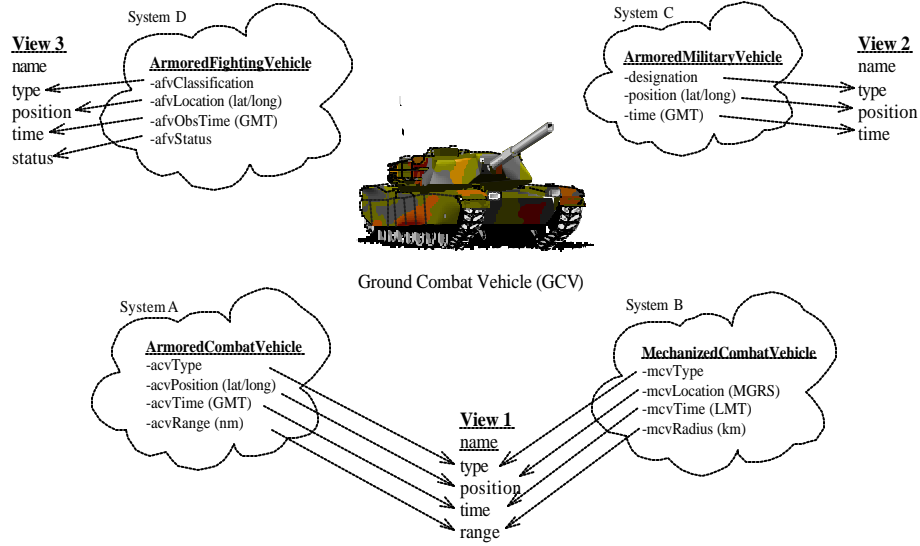 System D
View 3
name
type
position
time
status
ArmoredFightingVehicle
-afvClassification
-afvLocation (lat/long)
-afvObsTime (GMT)
-afvStatus
System C
ArmoredMilitaryVehicle
-designation
-position (lat/long)
-time (GMT)
View 2
name
type
position
time
Ground Combat Vehicle (GCV)
System A
ArmoredCombatVehicle
-acvType
-acvPosition (lat/long)
-acvTime (GMT)
-acvRange (nm)
System B
MechanizedCombatVehicle
-mcvType
-mcvLocation (MGRS)
-mcvTime (LMT)
-mcvRadius (km)
View 1
name
type
position
time
range